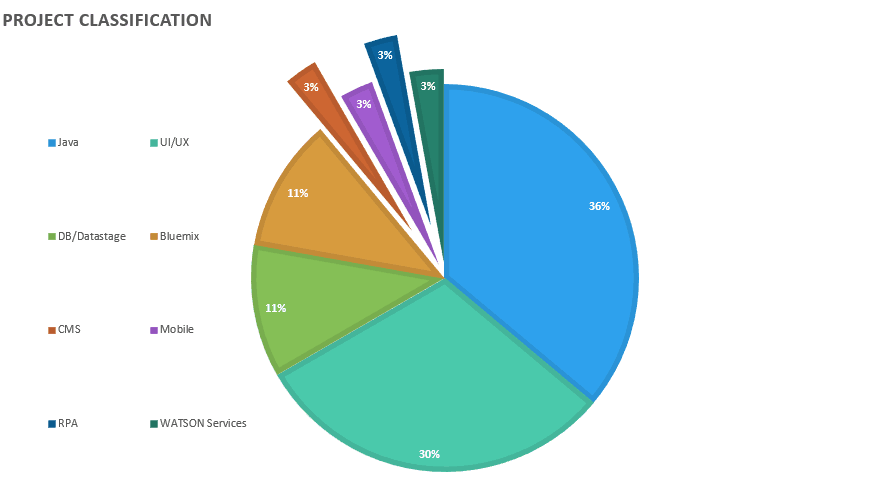 PROJECT CLASSIFICATION
3%
3%
3%
3%
Java
UI/UX
11%
36%
DB/Datastage
Bluemix
11%
CMS
Mobile
RPA
WATSON Services
30%